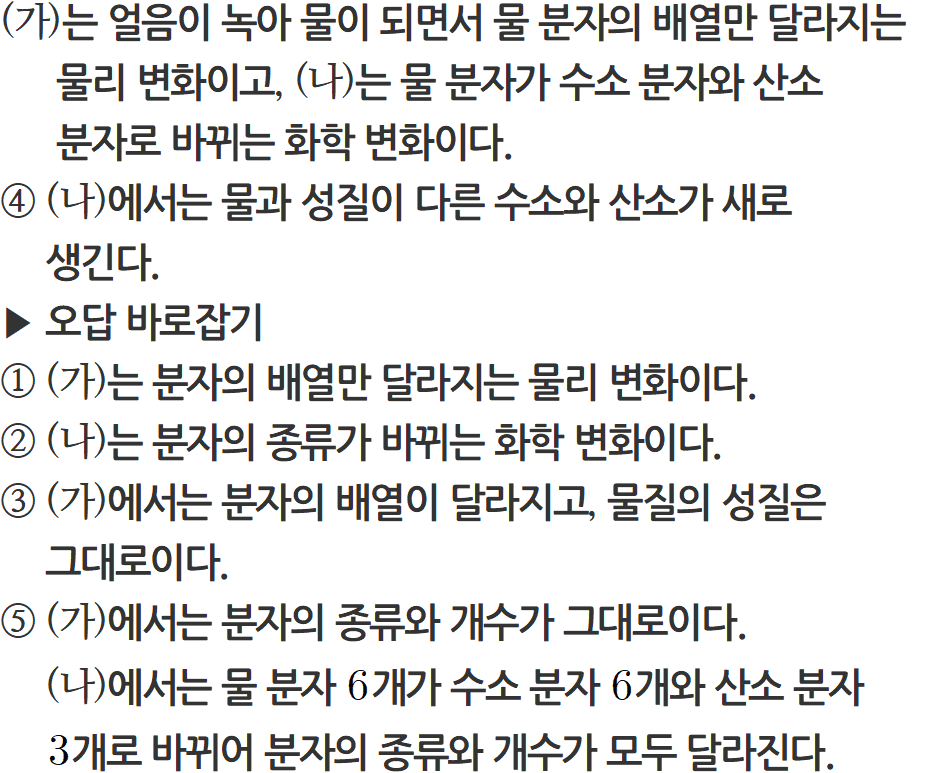 (가)는 얼음이 녹아 물이 되면서 물 분자의 배열만 달라지는
물리 변화이고, (나)는 물 분자가 수소 분자와 산소
분자로 바뀌는 화학 변화이다.
④ (나)에서는 물과 성질이 다른 수소와 산소가 새로
생긴다.
▶ 오답 바로잡기
① (가)는 분자의 배열만 달라지는 물리 변화이다.
② (나)는 분자의 종류가 바뀌는 화학 변화이다.
③ (가)에서는 분자의 배열이 달라지고, 물질의 성질은
그대로이다.
⑤ (가)에서는 분자의 종류와 개수가 그대로이다.
(나)에서는 물 분자 6개가 수소 분자 6개와 산소 분자
3개로 바뀌어 분자의 종류와 개수가 모두 달라진다.